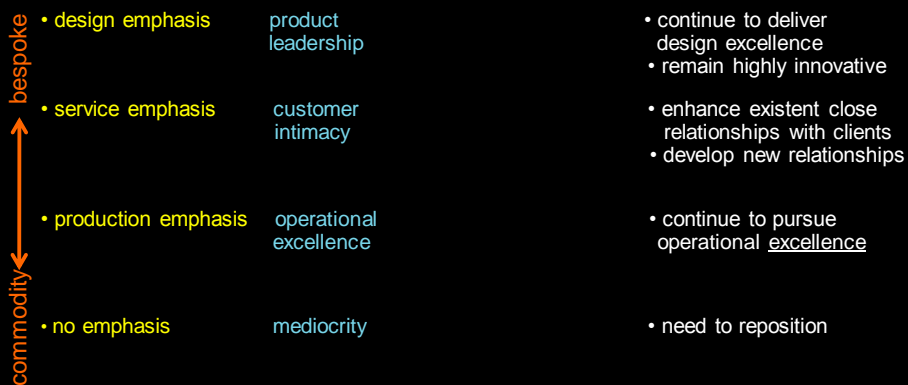 bespoke
• design emphasis
product
leadership
• continue to deliver
design excellence
• remain highly innovative
• service emphasis
customer
intimacy
• enhance existent close
relationships with clients
• develop new relationships
• production emphasis
operational
excellence
• continue to pursue
operational excellence
commodity
• no emphasis
mediocrity
• need to reposition